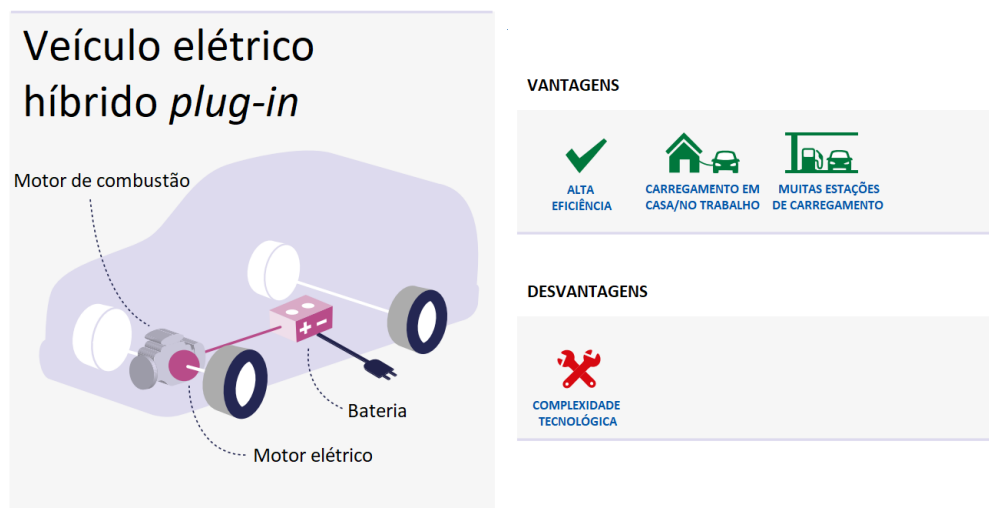 Veículo elétrico
híbrido plug-in
Motor de combustão
Bateria
Motor elétrico
VANTAGENS
ALTA
EFICIÊNCIA
CARREGAMENTO EM
CASA/NO TRABALHO
MUITAS ESTAÇÕES
DE CARREGAMENTO
DESVANTAGENS
COMPLEXIDADE
TECNOLÓGICA